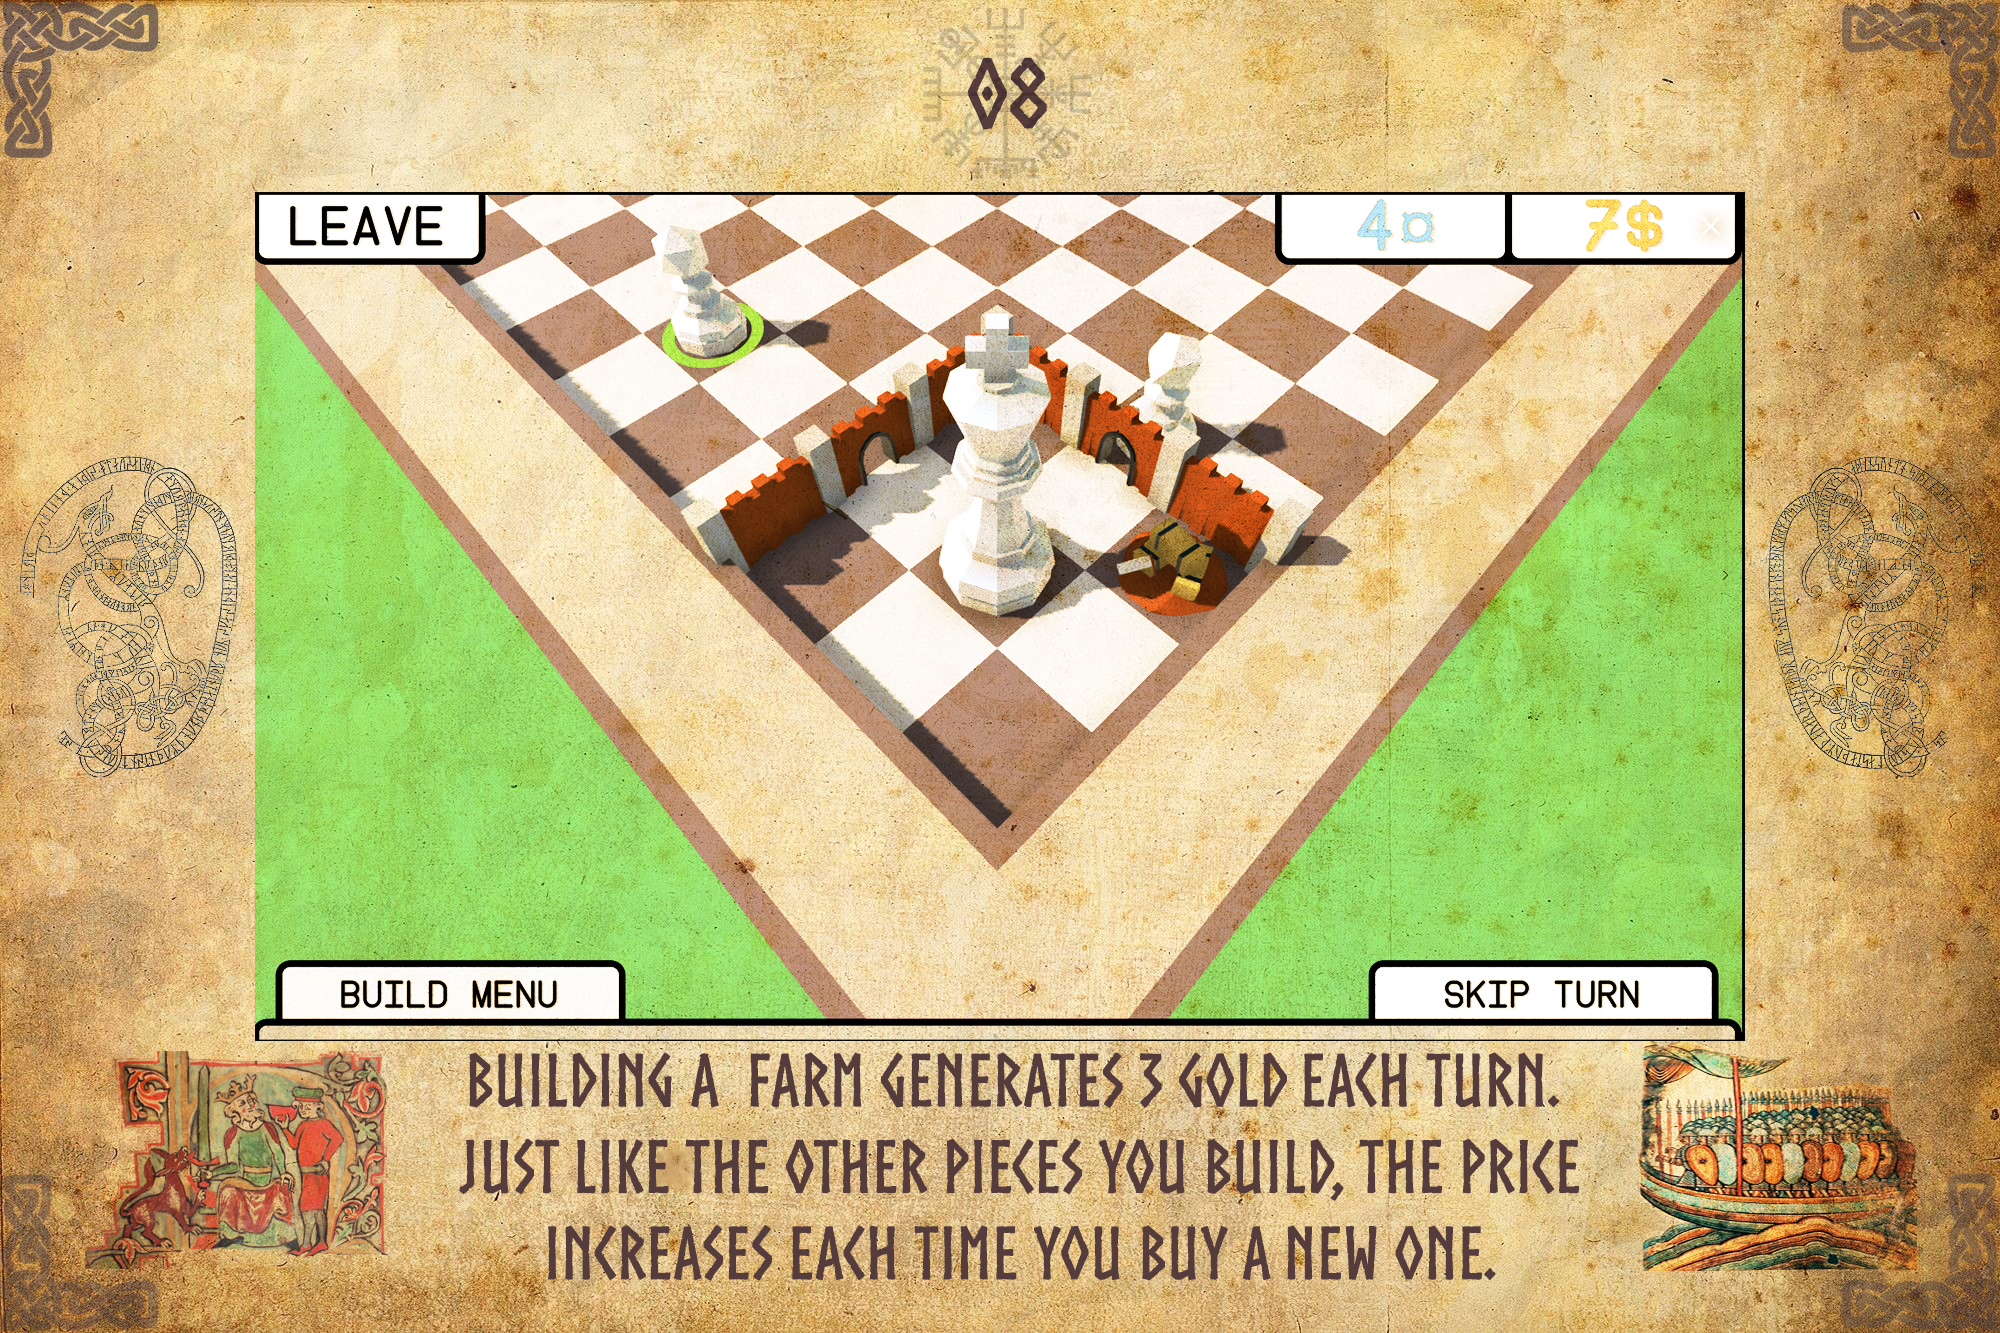 08
LEAVE
4¤
7$
BUILD MENU
SKIP TURN
BUILDING A FARM GENERATES 3 GOLD EACH TURN.
JUST LIKE THE OTHER PIECES YOU BUILD, THE PRICE
INCREASES EACH TIME YOU BUY A NEW ONE.